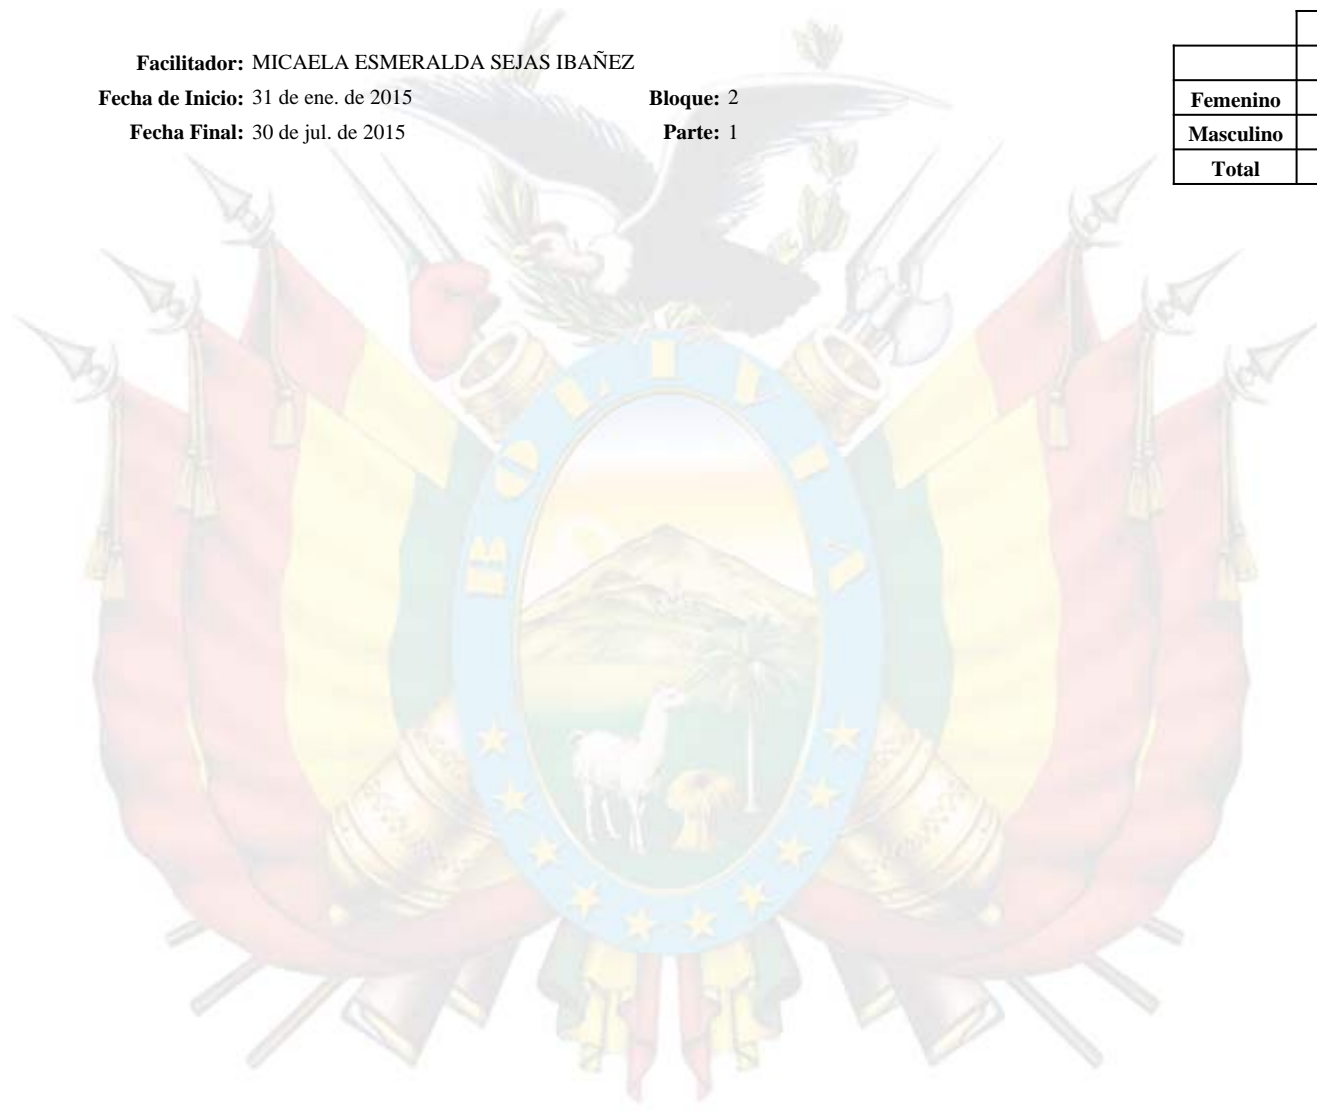 Facilitador: MICAELA ESMERALDA SEJAS IBAÑEZ
Fecha de Inicio: 31 de ene. de 2015 Bloque: 2
Fecha Final: 30 de jul. de 2015 Parte: 1
Femenino
Masculino
Total
BOLIVIA